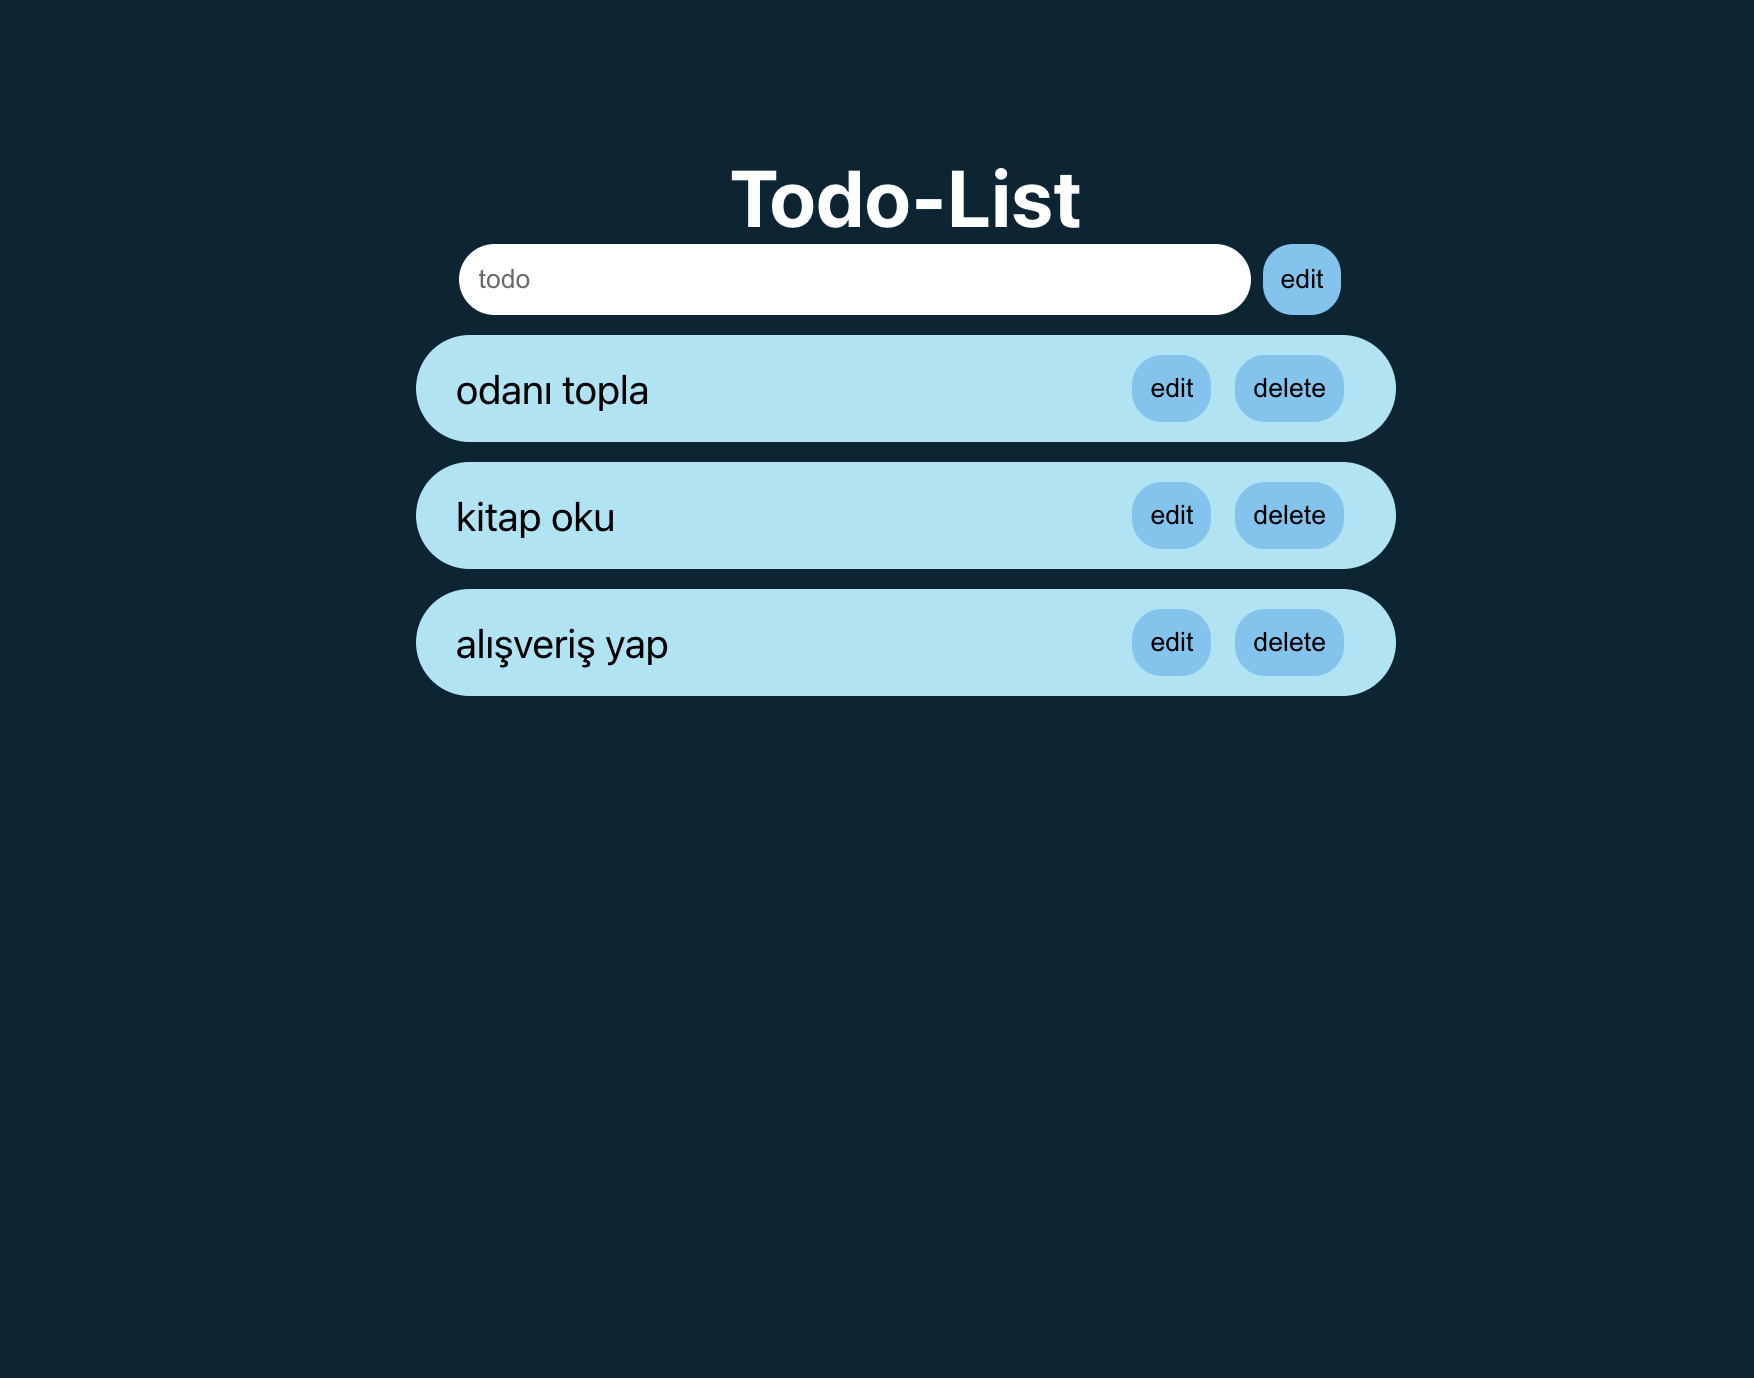 Todo-List
todo edit
odanı topla edit delete
kitap oku edit delete
alışveriş yap edit delete